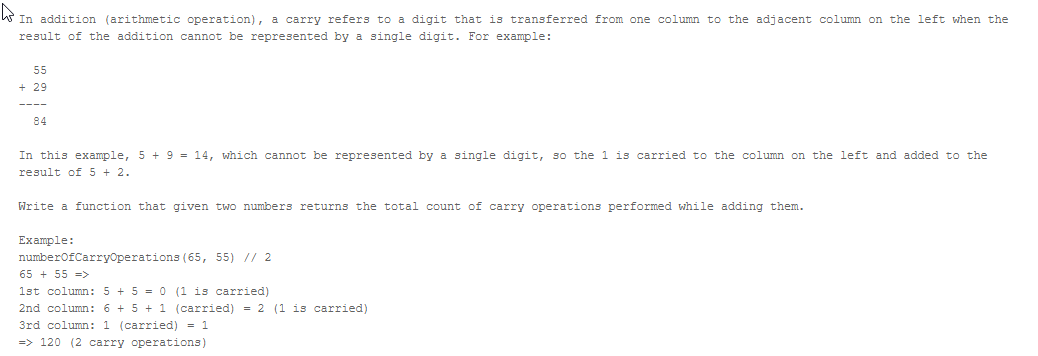 In addition (arithmetic operation), a carry refers to a digit that is transferred from one column to the adjacent column on the left when the
result of the addition cannot be represented by a single digit. For example:
55
+ 29
----
84
In this example, 5 + 9 = 14, which cannot be represented by a single digit, so the 1 is carried to the column on the left and added to the
result of 5 + 2.
Write a function that given two numbers returns the total count of carry operations performed while adding them.
Example:
numberOfCarryOperations(65, 55) // 2
65 + 55 =>
1st column: 5 + 5 = 0 (1 is carried)
2nd column: 6 + 5 + 1 (carried) = 2 (1 is carried)
3rd column: 1 (carried) = 1
=> 120 (2 carry operations)